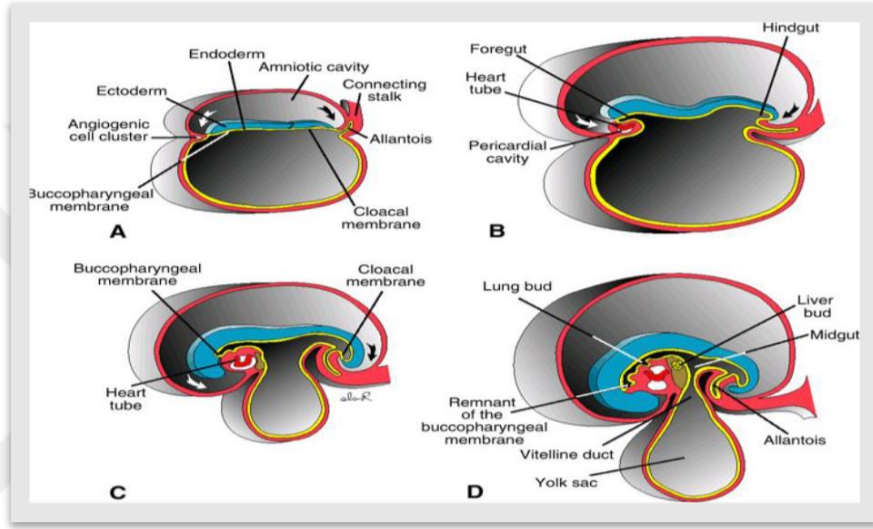 Endoderm
Amniotic cavity
Ectoderm
Connecting
stalk
Angiogenic
cell cluster
Allantois
Buccopharyngeal
membrane
Cloacal
membrane
A
Hindgut
Foregut
Heart
tube
Pericardial
cavity
B
Buccopharyngeal
membrane
Cloacal
membrane
Heart
tube
C
Lung bud
Liver
bud
Midgut
Remnant
of the
buccopharyngeal
membrane
Allantois
Vitelline duct
Yolk sac
D